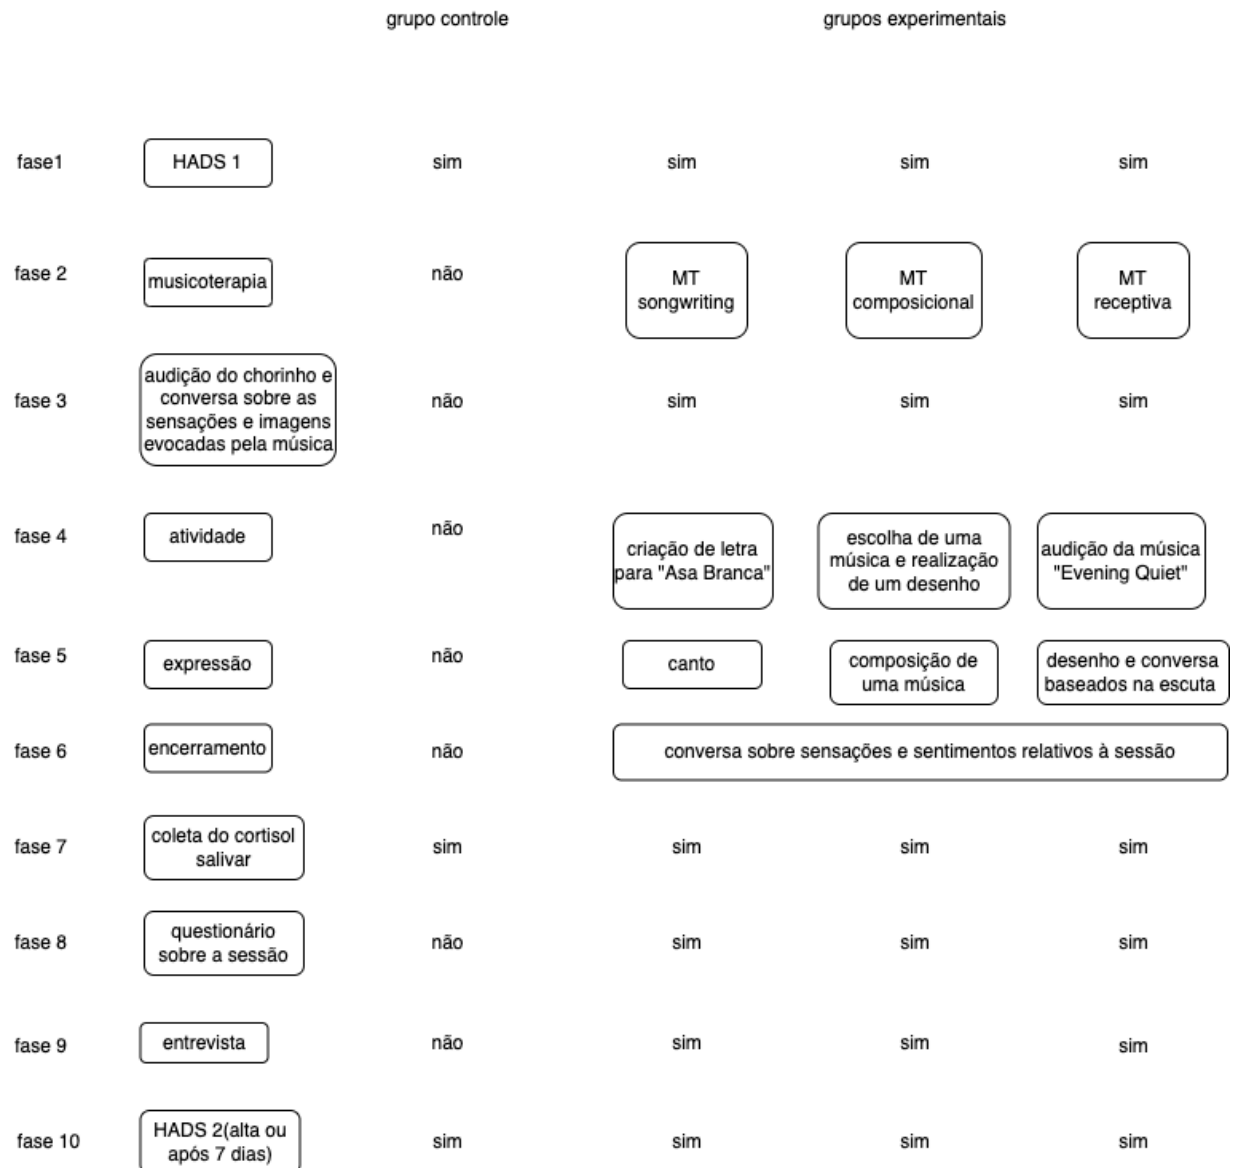 grupo controle grupos experimentais
fase1 HADS 1 sim sim sim sim
fase 2 musicoterapia não MT songwriting MT composicional MT receptiva
fase 3 audição do chorinho e conversa sobre as sensações e imagens evocadas pela música não sim sim sim
fase 4 atividade não criação de letra para "Asa Branca" escolha de uma música e realização de um desenho audição da música "Evening Quiet"
fase 5 expressão não canto composição de uma música desenho e conversa baseados na escuta
fase 6 encerramento não conversa sobre sensações e sentimentos relativos à sessão
fase 7 coleta do cortisol salivar sim sim sim sim
fase 8 questionário sobre a sessão não sim sim sim
fase 9 entrevista não sim sim sim
fase 10 HADS 2(alta ou após 7 dias) sim sim sim sim